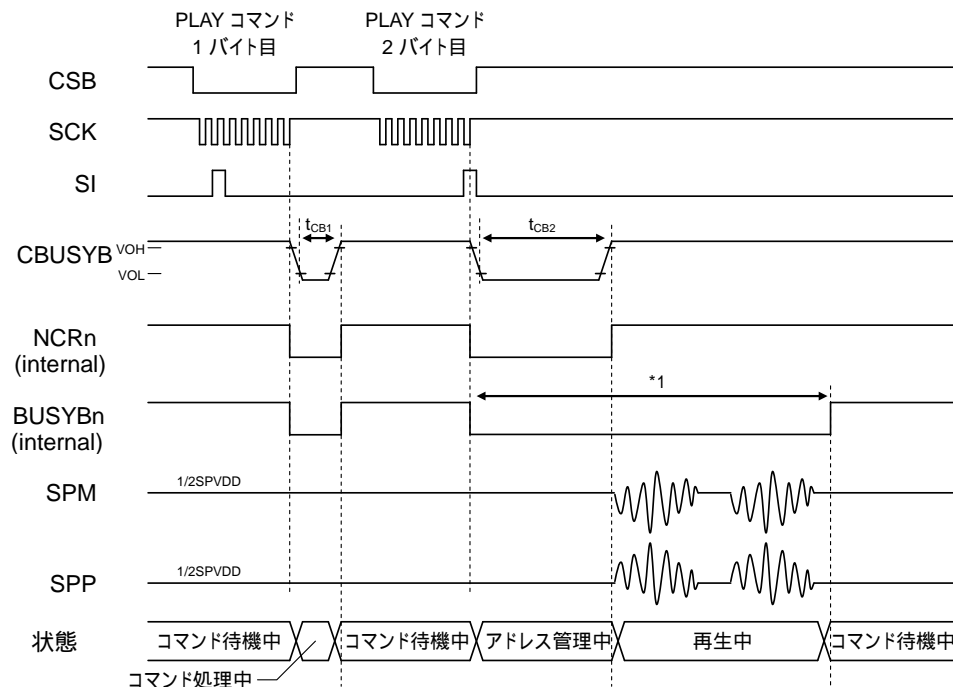 PLAY コマンド
1 バイト目
PLAY コマンド
2 バイト目
CSB
SCK
SI
tCB1
tCB2
CBUSYB
VOH
VOL
NCRn
(internal)
*1
BUSYBn
(internal)
SPM
1/2SPVDD
SPP
1/2SPVDD
状態
コマンド待機中
コマンド待機中
アドレス管理中
再生中
コマンド待機中
コマンド処理中